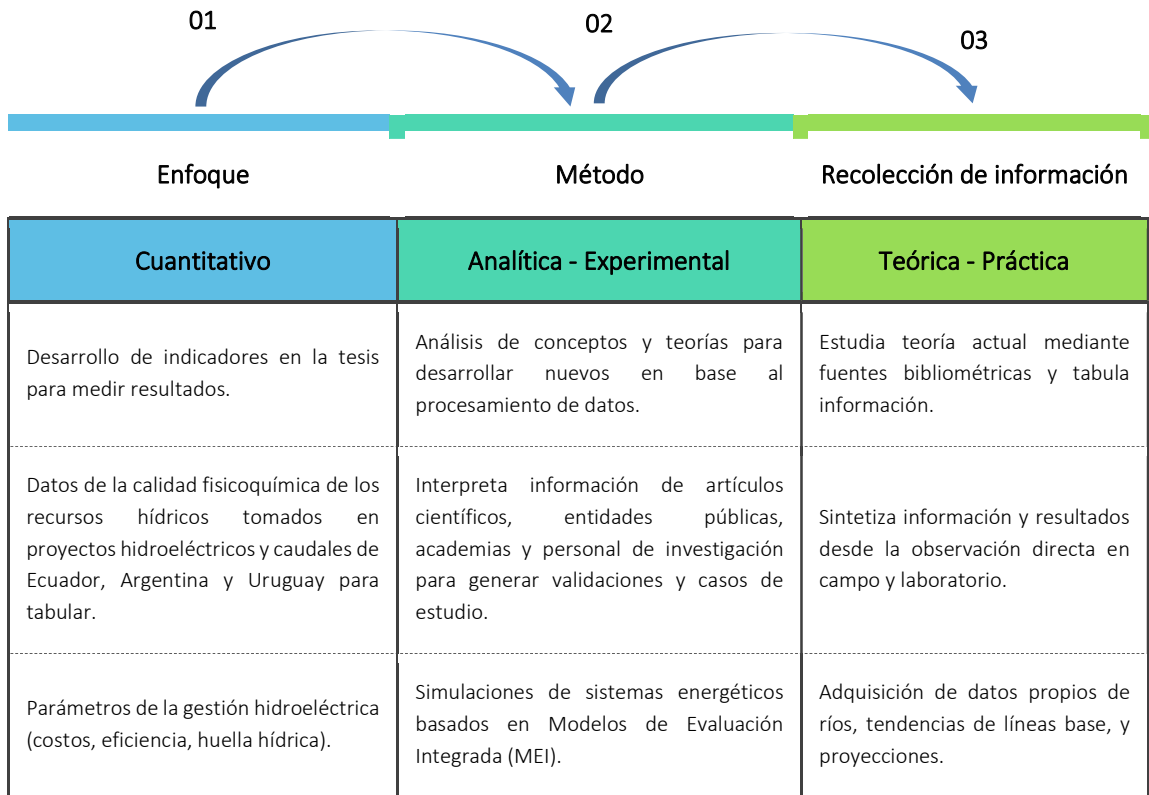 01
02
03
Enfoque
Método
Recolección de información
Cuantitativo
Analítica - Experimental
Teórica - Práctica
Desarrollo de indicadores en la tesis
para medir resultados.
Análisis de conceptos y teorías para
desarrollar nuevos en base al
procesamiento de datos.
Estudia teoría actual mediante
fuentes bibliométricas y tabula
información.
Datos de la calidad fisicoquímica de los
recursos hídricos tomados en
proyectos hidroeléctricos y caudales de
Ecuador, Argentina y Uruguay para
tabular.
Interpreta información de artículos
científicos, entidades públicas,
academias y personal de investigación
para generar validaciones y casos de
estudio.
Sintetiza información y resultados
desde la observación directa en
campo y laboratorio.
Parámetros de la gestión hidroeléctrica
(costos, eficiencia, huella hídrica).
Simulaciones de sistemas energéticos
basados en Modelos de Evaluación
Integrada (MEI).
Adquisición de datos propios de
ríos, tendencias de líneas base, y
proyecciones.